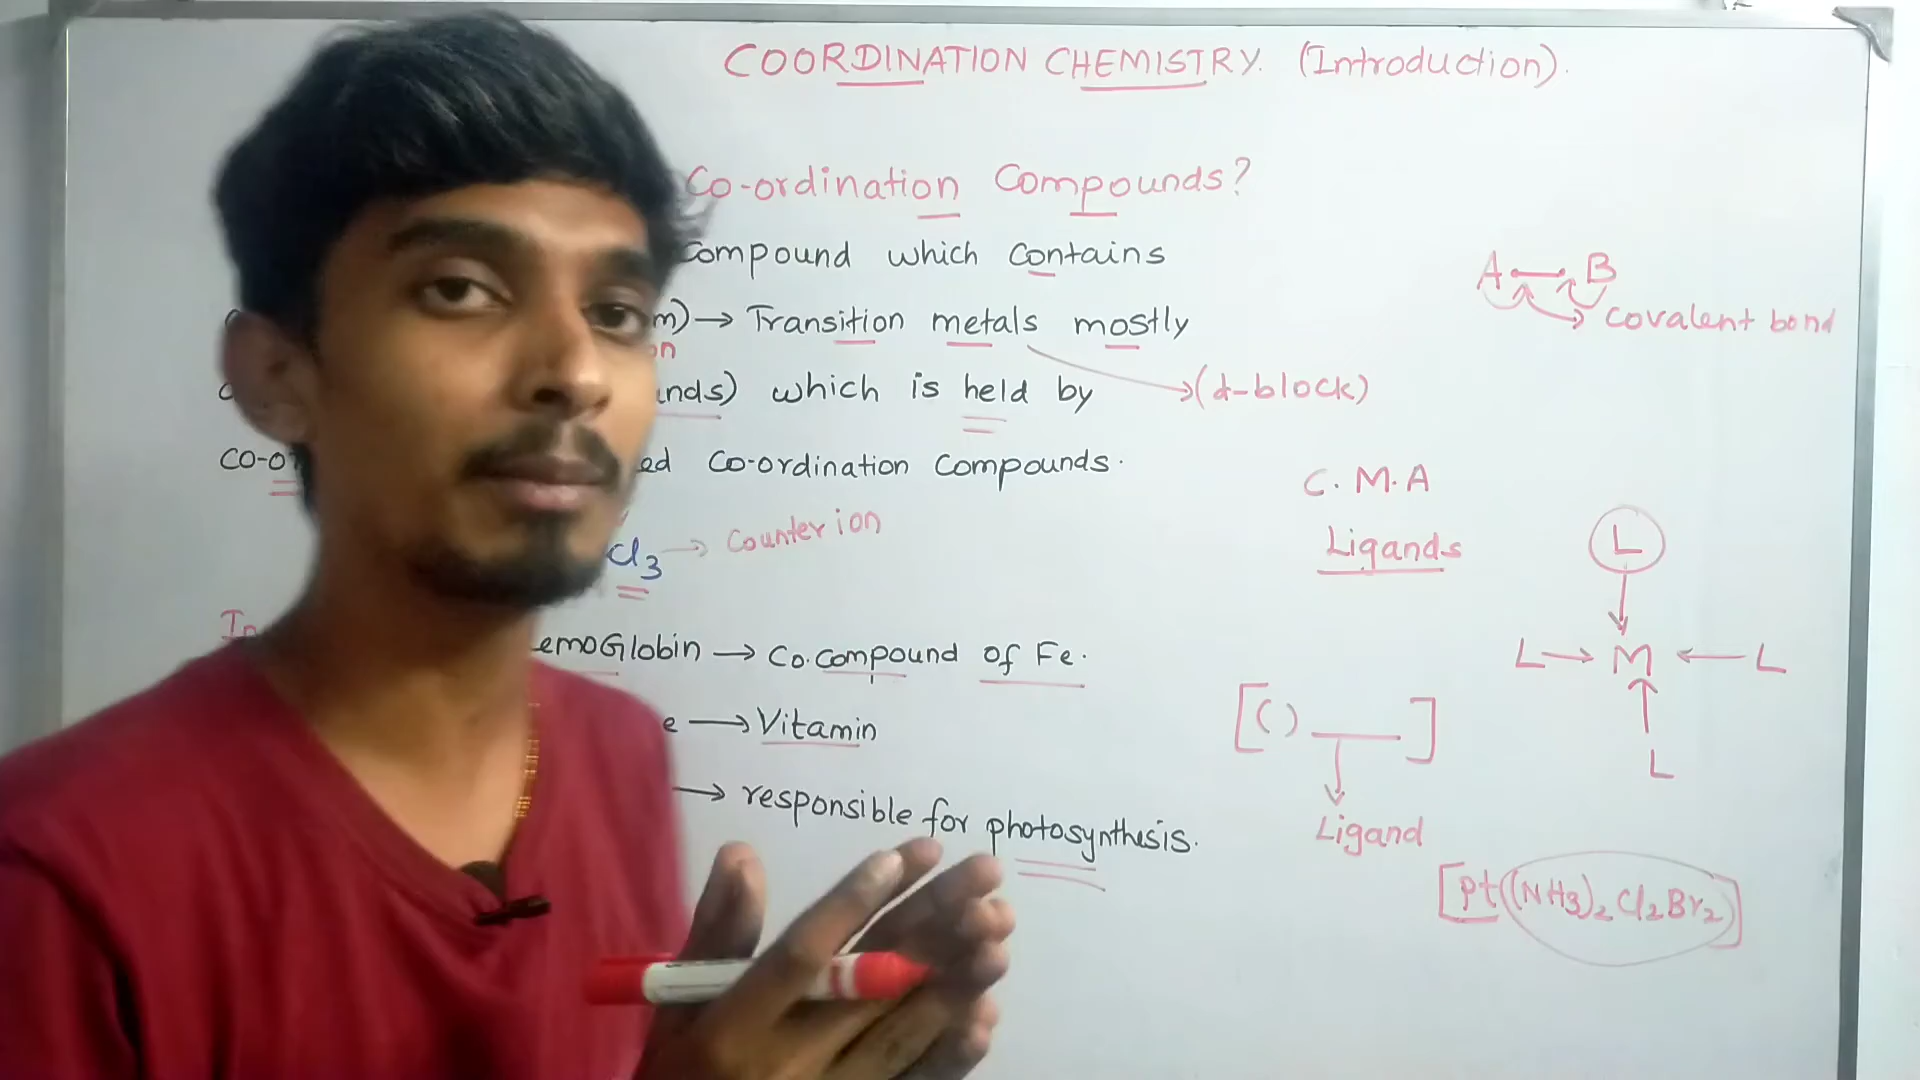 COORDINATION CHEMISTRY. (Introduction).
Co-ordination Compounds?
compound which contains
m) → Transition metals mostly
on
nds) which is held by
→ (d-block)
co-o
ed Co-ordination Compounds.
Cl3 → Counter ion
In
emoGlobin → Co.compound of Fe.
e → Vitamin
→ responsible for photosynthesis.
A B
covalent bond
C. M. A
Ligands
L
L → M ← L
L
[( ) ]
Ligand
[Pt(NH3)2Cl2Br2]